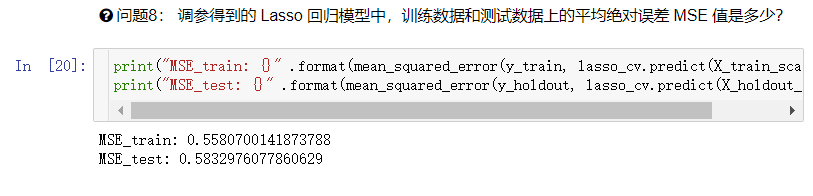 问题8： 调参得到的 Lasso 回归模型中，训练数据和测试数据上的平均绝对误差 MSE 值是多少?
In [20]: print("MSE_train: {}" .format(mean_squared_error(y_train, lasso_cv.predict(X_train_sca
print("MSE_test: {}" .format(mean_squared_error(y_holdout, lasso_cv.predict(X_holdout_
MSE_train: 0.5580700141873788
MSE_test: 0.5832976077860629